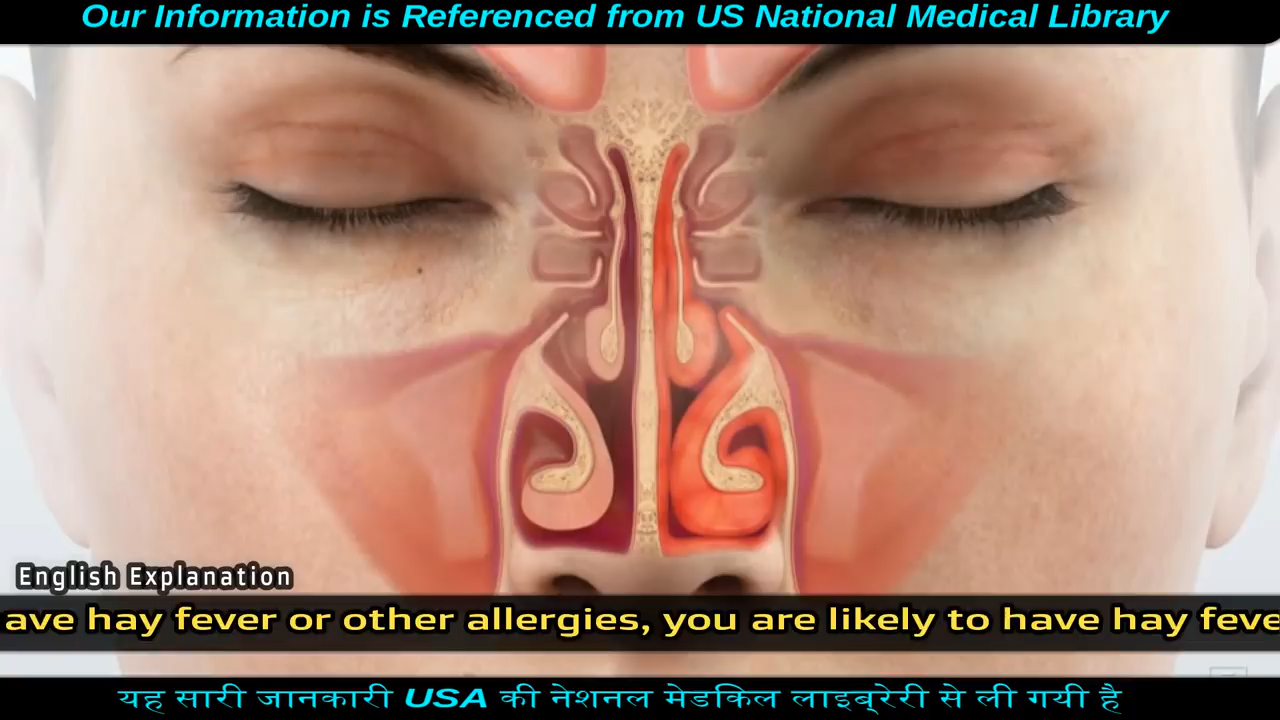 Our Information is Referenced from US National Medical Library
English Explanation
ave hay fever or other allergies, you are likely to have hay feve
यह सारी जानकारी USA की नेशनल मेडकिल लाइब्रेरी से ली गयी है